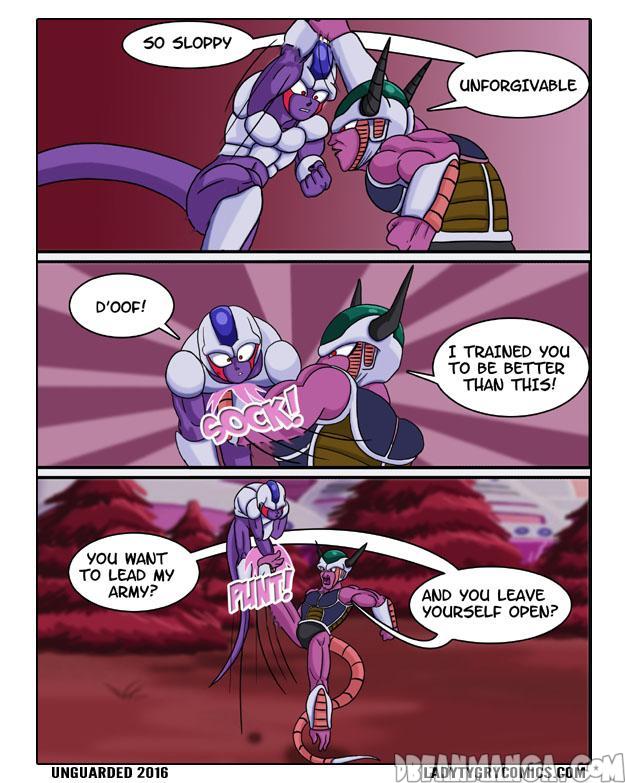 SO SLOPPY
UNFORGIVABLE
D'OOF!
SOCK!
I TRAINED YOU
TO BE BETTER
THAN THIS!
YOU WANT
TO LEAD MY
ARMY?
PUNT!
AND YOU LEAVE
YOURSELF OPEN?
UNGUARDED 2016
LADYTYGRYCOMICS.COM
DBFANMANGA.COM